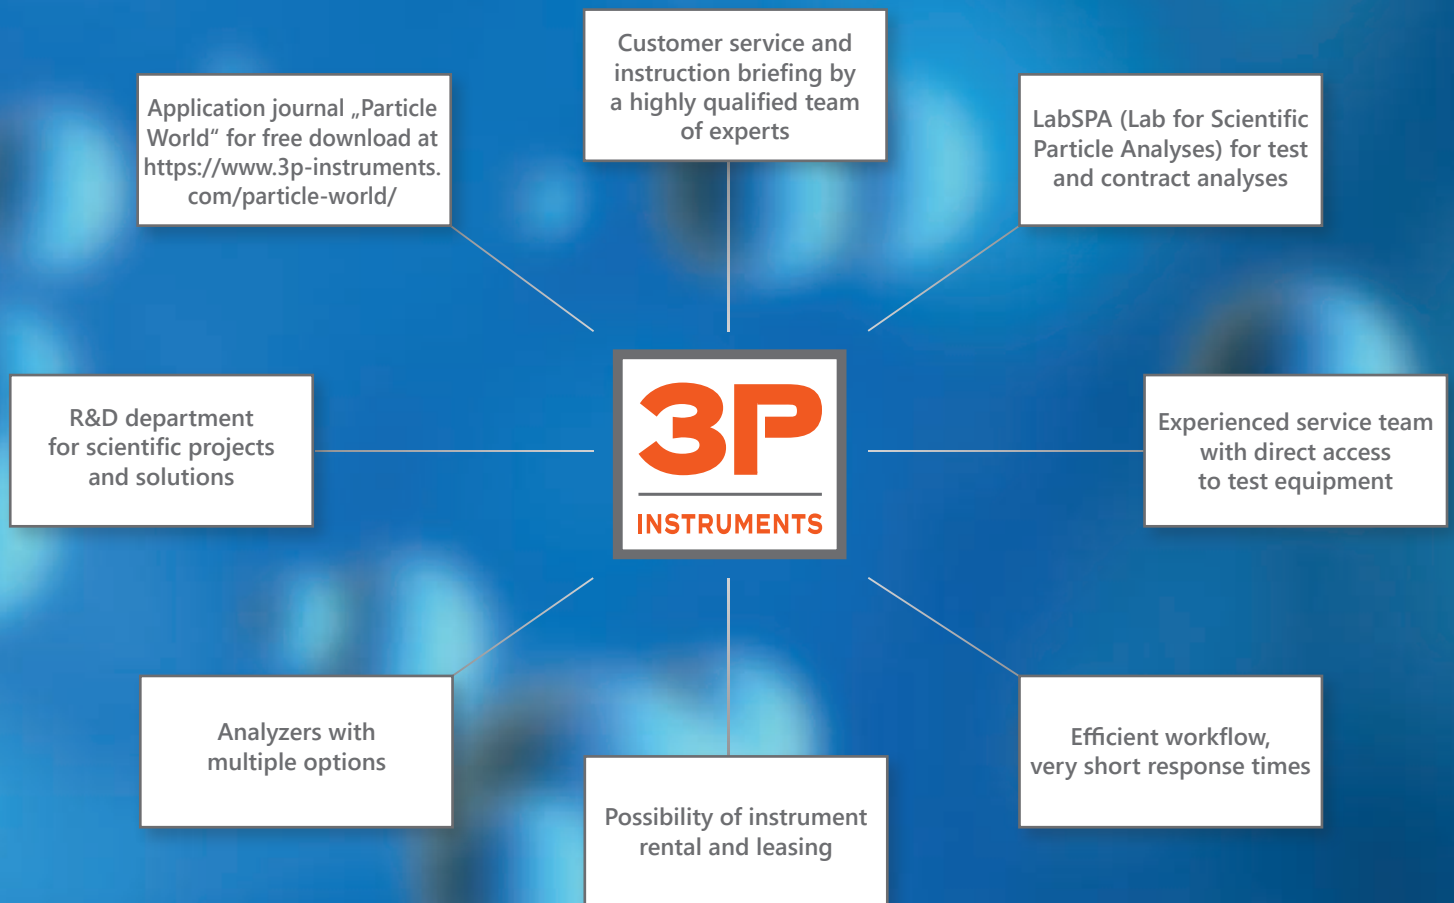 Customer service and
instruction briefing by
a highly qualified team
of experts
Application journal „Particle
World“ for free download at
https://www.3p-instruments.
com/particle-world/
LabSPA (Lab for Scientific
Particle Analyses) for test
and contract analyses
R&D department
for scientific projects
and solutions
3P
INSTRUMENTS
Experienced service team
with direct access
to test equipment
Analyzers with
multiple options
Efficient workflow,
very short response times
Possibility of instrument
rental and leasing